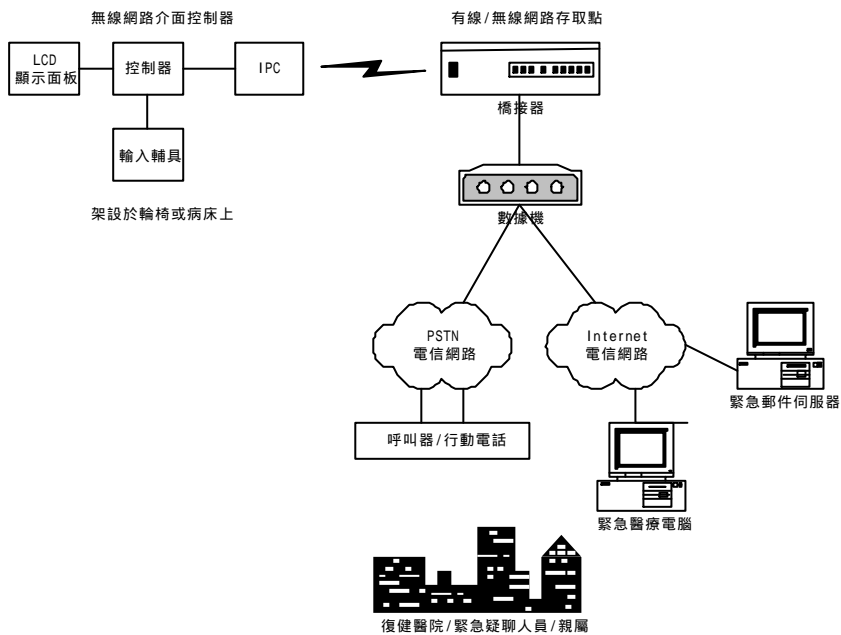 無線網路介面控制器
有線/無線網路存取點
LCD
顯示面板
控制器
IPC
橋接器
輸入輔具
架設於輪椅或病床上
數據機
PSTN
電信網路
Internet
電信網路
緊急郵件伺服器
呼叫器/行動電話
緊急醫療電腦
復健醫院/緊急疑聊人員/親屬